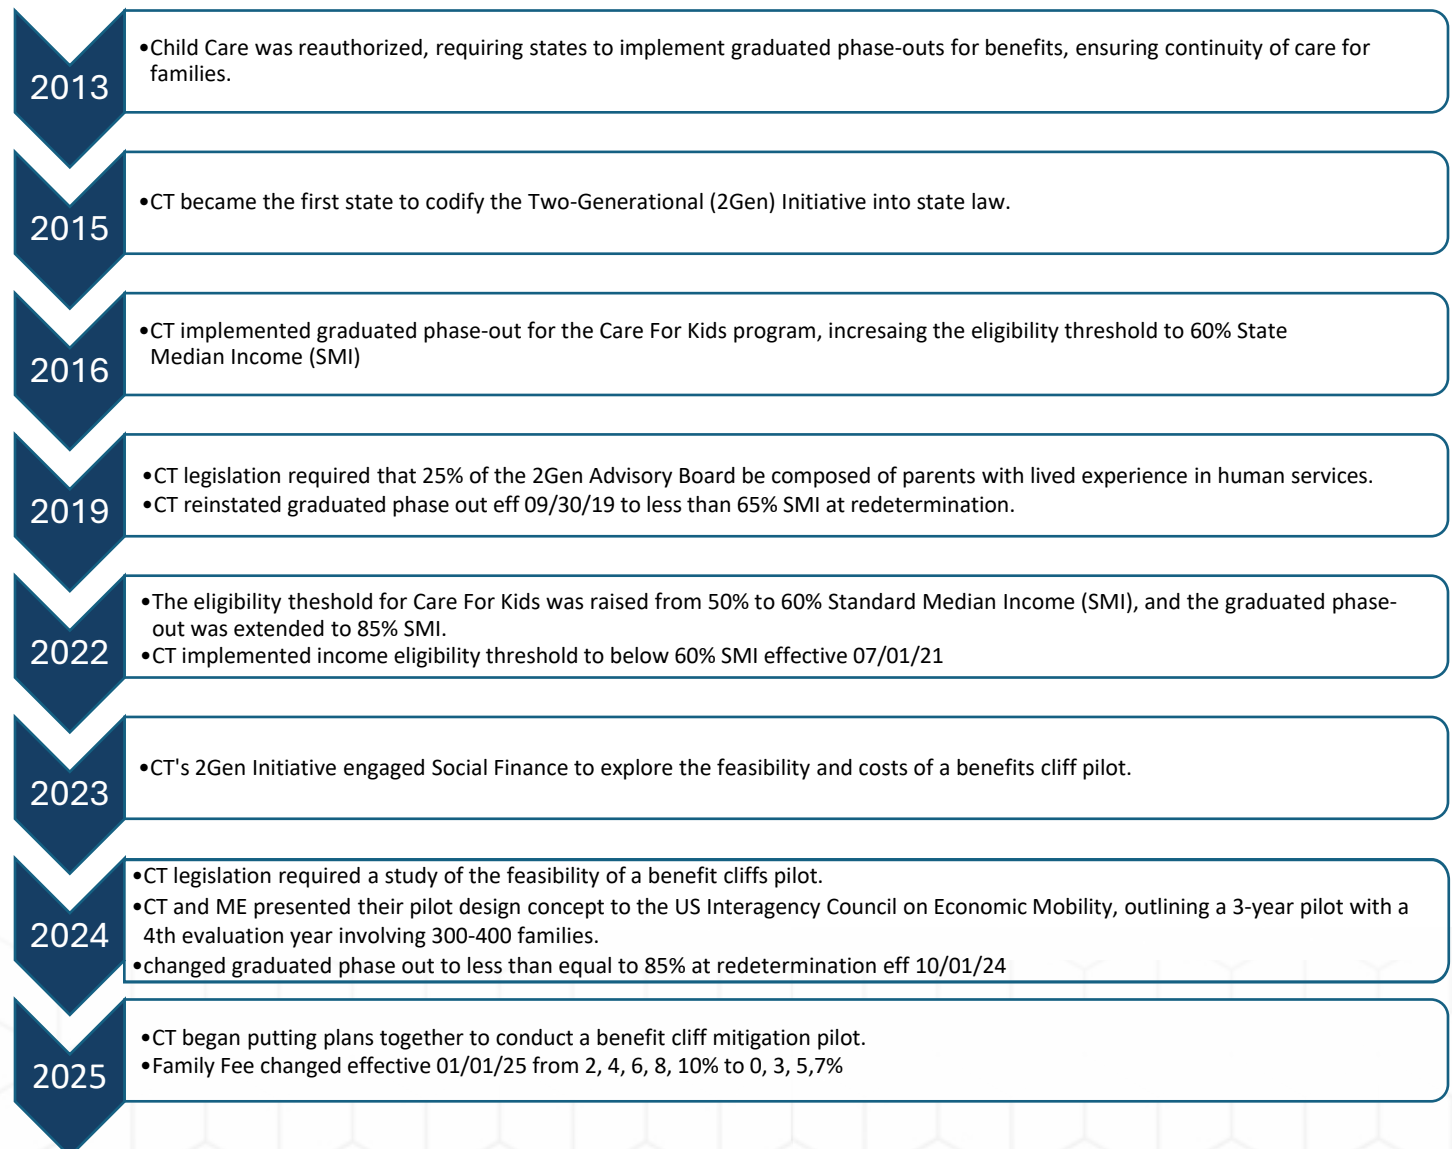 2013
•Child Care was reauthorized, requiring states to implement graduated phase-outs for benefits, ensuring continuity of care for
families.
2015
•CT became the first state to codify the Two-Generational (2Gen) Initiative into state law.
2016
•CT implemented graduated phase-out for the Care For Kids program, incresaing the eligibility threshold to 60% State
Median Income (SMI)
2019
•CT legislation required that 25% of the 2Gen Advisory Board be composed of parents with lived experience in human services.
•CT reinstated graduated phase out eff 09/30/19 to less than 65% SMI at redetermination.
2022
•The eligibility theshold for Care For Kids was raised from 50% to 60% Standard Median Income (SMI), and the graduated phase-
out was extended to 85% SMI.
•CT implemented income eligibility threshold to below 60% SMI effective 07/01/21
2023
•CT's 2Gen Initiative engaged Social Finance to explore the feasibility and costs of a benefits cliff pilot.
2024
•CT legislation required a study of the feasibility of a benefit cliffs pilot.
•CT and ME presented their pilot design concept to the US Interagency Council on Economic Mobility, outlining a 3-year pilot with a
4th evaluation year involving 300-400 families.
•changed graduated phase out to less than equal to 85% at redetermination eff 10/01/24
2025
•CT began putting plans together to conduct a benefit cliff mitigation pilot.
•Family Fee changed effective 01/01/25 from 2, 4, 6, 8, 10% to 0, 3, 5,7%